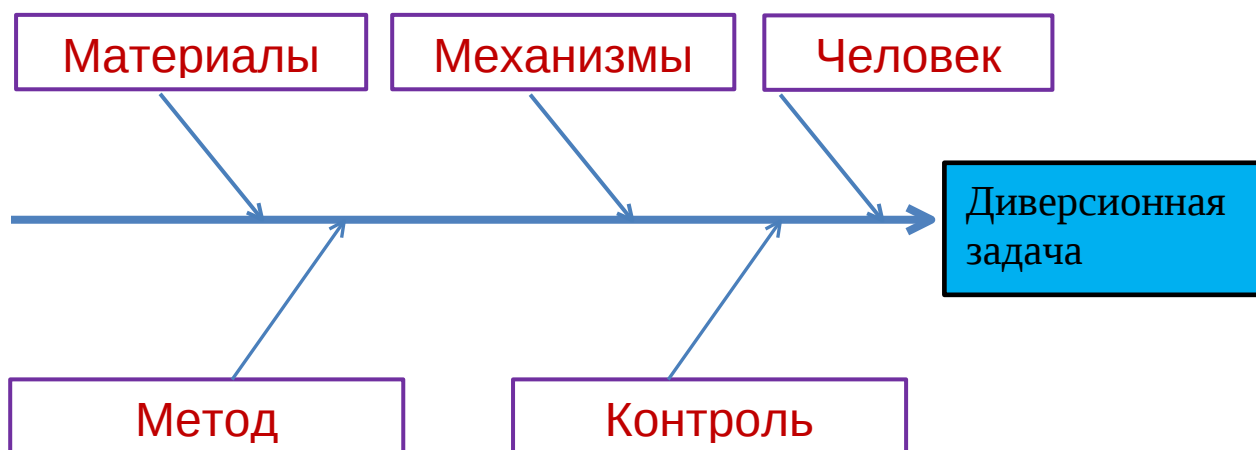 Материалы
Механизмы
Человек
Диверсионная
задача
Метод
Контроль